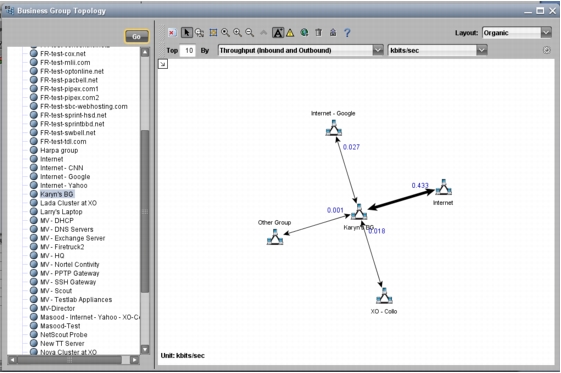 Business Group Topology
Go
Layout: Organic
Top 10 By Throughput (Inbound and Outbound) kbits/sec
FR-test-cox.net
FR-test-mlii.com
FR-test-optonline.net
FR-test-pacbell.net
FR-test-pipex.com1
FR-test-pipex.com2
FR-test-sbc-webhosting.com
FR-test-sprint-hsd.net
FR-test-sprintbbd.net
FR-test-swbell.net
FR-test-tdl.com
Harpa group
Internet
Internet - CNN
Internet - Google
Internet - Yahoo
Karyn's BG
Lada Cluster at XO
Larry's Laptop
MV - DHCP
MV - DNS Servers
MV - Exchange Server
MV - Firetruck2
MV - HQ
MV - Nortel Contivity
MV - PPTP Gateway
MV - SSH Gateway
MV - Scout
MV - Testlab Appliances
MV-Director
Masood - Internet - Yahoo - XO-C
Masood-Test
NetScout Probe
New TT Server
Nova Cluster at XO
Internet - Google
0.027
0.433
Internet
0.001
Other Group
Karyn's BG
0.018
XO - Collo
Unit: kbits/sec